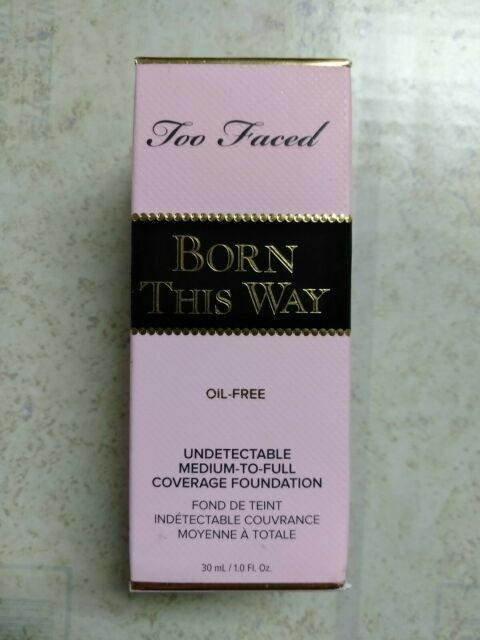 Too Faced
BORN
THIS WAY
OIL-FREE
UNDETECTABLE
MEDIUM-TO-FULL
COVERAGE FOUNDATION
FOND DE TEINT
INDÉTECTABLE COUVRANCE
MOYENNE À TOTALE
30 mL / 1.0 Fl. Oz.